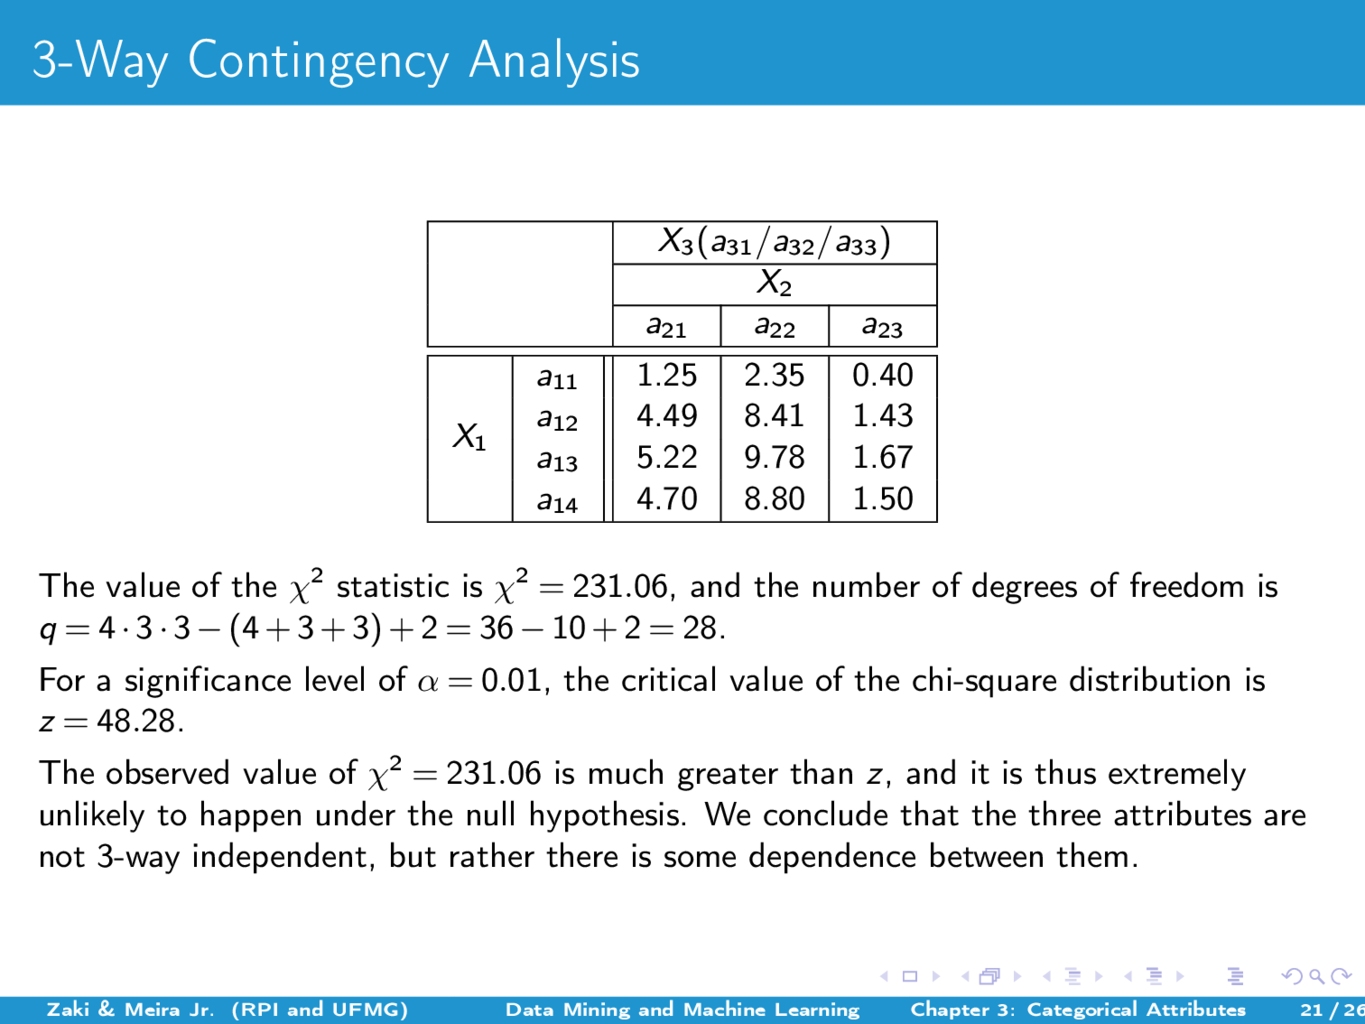 3-Way Contingency Analysis
X₃(a₃₁/a₃₂/a₃₃)
X₂
a₂₁ a₂₂ a₂₃
X₁
a₁₁ 1.25 2.35 0.40
a₁₂ 4.49 8.41 1.43
a₁₃ 5.22 9.78 1.67
a₁₄ 4.70 8.80 1.50
The value of the χ² statistic is χ² = 231.06, and the number of degrees of freedom is
q = 4 · 3 · 3 − (4 + 3 + 3) + 2 = 36 − 10 + 2 = 28.
For a significance level of α = 0.01, the critical value of the chi-square distribution is
z = 48.28.
The observed value of χ² = 231.06 is much greater than z, and it is thus extremely
unlikely to happen under the null hypothesis. We conclude that the three attributes are
not 3-way independent, but rather there is some dependence between them.
Zaki & Meira Jr. (RPI and UFMG) Data Mining and Machine Learning Chapter 3: Categorical Attributes 21 / 26